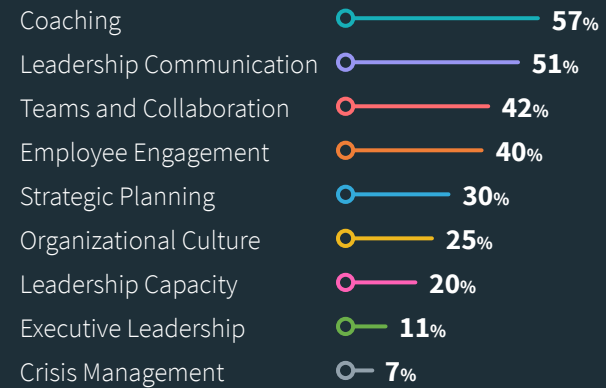 Coaching 57%
Leadership Communication 51%
Teams and Collaboration 42%
Employee Engagement 40%
Strategic Planning 30%
Organizational Culture 25%
Leadership Capacity 20%
Executive Leadership 11%
Crisis Management 7%